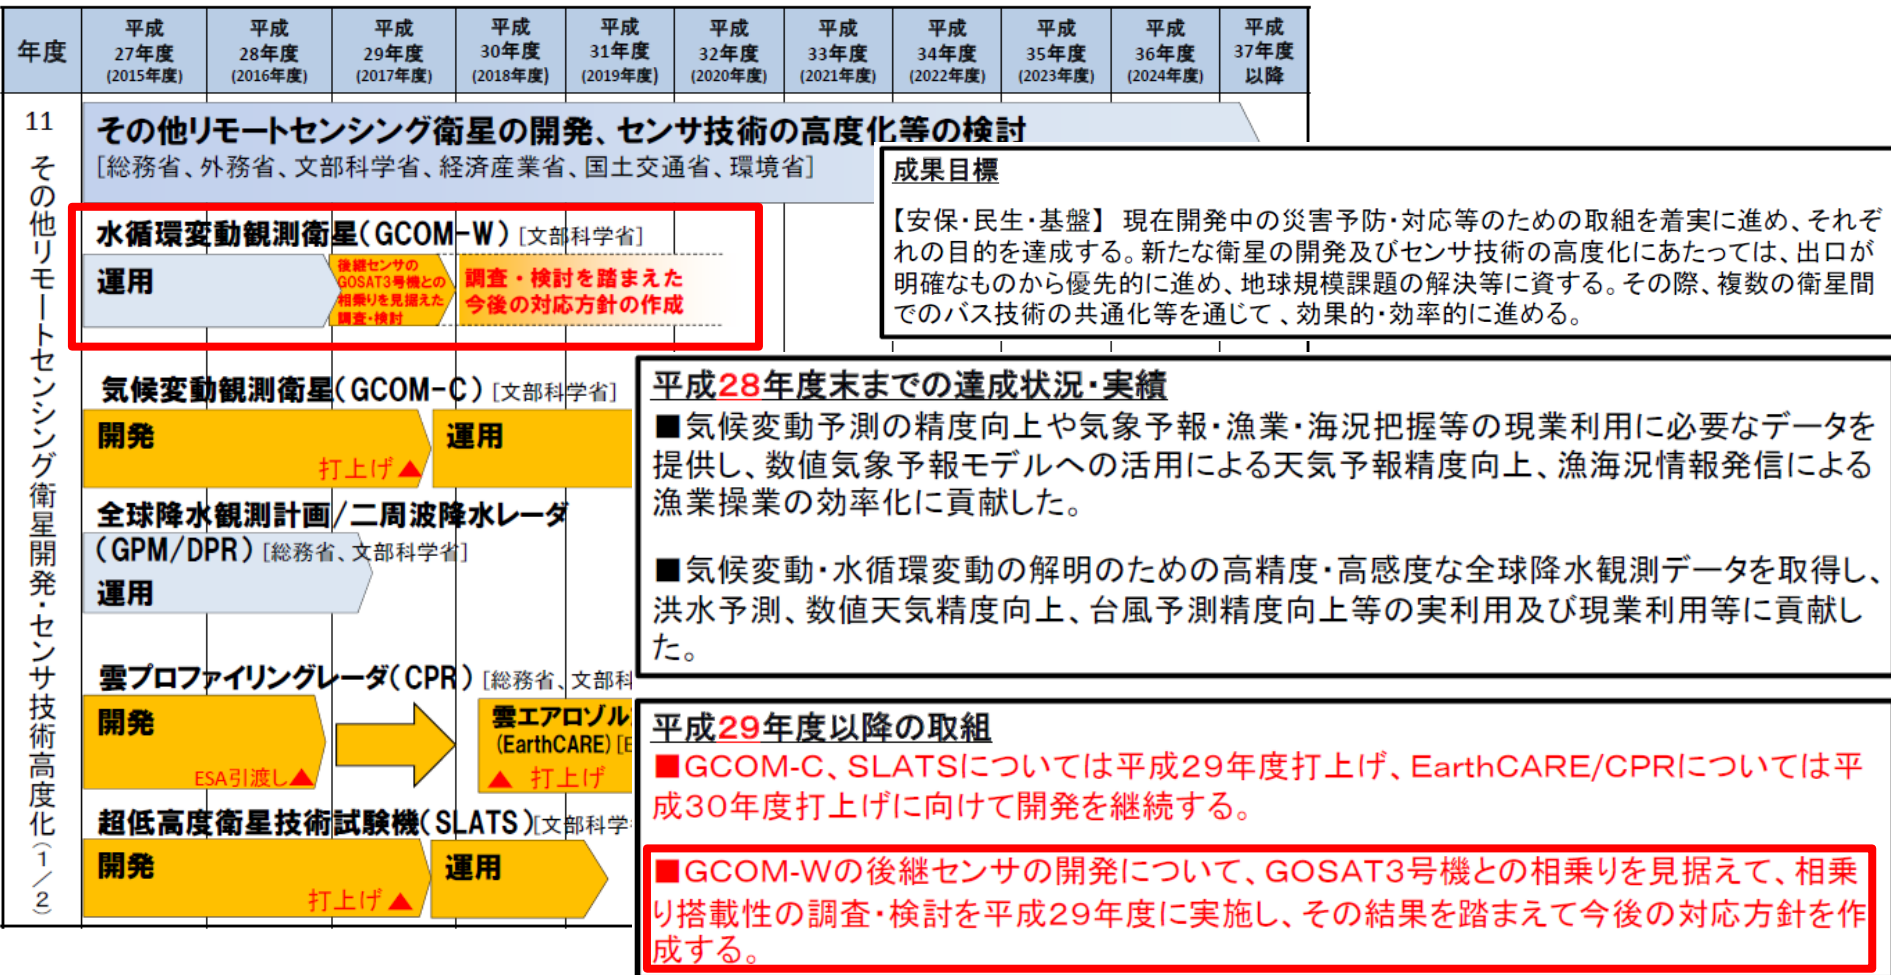 年度
平成
27年度
(2015年度)
平成
28年度
(2016年度)
平成
29年度
(2017年度)
平成
30年度
(2018年度)
平成
31年度
(2019年度)
平成
32年度
(2020年度)
平成
33年度
(2021年度)
平成
34年度
(2022年度)
平成
35年度
(2023年度)
平成
36年度
(2024年度)
平成
37年度
以降
11 その他リモートセンシング衛星開発・センサ技術高度化(1/2)
その他リモートセンシング衛星の開発、センサ技術の高度化等の検討
[総務省、外務省、文部科学省、経済産業省、国土交通省、環境省]
水循環変動観測衛星(GCOM-W)[文部科学省]
運用
後継センサの
GOSAT3号機との
相乗りを見据えた
調査・検討
調査・検討を踏まえた
今後の対応方針の作成
気候変動観測衛星(GCOM-C)[文部科学省]
開発
打上げ▲
運用
全球降水観測計画/二周波降水レーダ
(GPM/DPR)[総務省、文部科学省]
運用
雲プロファイリングレーダ(CPR)[総務省、文部科
開発
ESA引渡し▲
雲エアロゾル
(EarthCARE)[E
▲ 打上げ
超低高度衛星技術試験機(SLATS)[文部科学
開発
打上げ▲
運用
成果目標
【安保・民生・基盤】 現在開発中の災害予防・対応等のための取組を着実に進め、それぞ
れの目的を達成する。新たな衛星の開発及びセンサ技術の高度化にあたっては、出口が
明確なものから優先的に進め、地球規模課題の解決等に資する。その際、複数の衛星間
でのバス技術の共通化等を通じて、効果的・効率的に進める。
平成28年度末までの達成状況・実績
■気候変動予測の精度向上や気象予報・漁業・海況把握等の現業利用に必要なデータを
提供し、数値気象予報モデルへの活用による天気予報精度向上、漁海況情報発信による
漁業操業の効率化に貢献した。
■気候変動・水循環変動の解明のための高精度・高感度な全球降水観測データを取得し、
洪水予測、数値天気精度向上、台風予測精度向上等の実利用及び現業利用等に貢献し
た。
平成29年度以降の取組
■GCOM-C、SLATSについては平成29年度打上げ、EarthCARE/CPRについては平
成30年度打上げに向けて開発を継続する。
■GCOM-Wの後継センサの開発について、GOSAT3号機との相乗りを見据えて、相乗
り搭載性の調査・検討を平成29年度に実施し、その結果を踏まえて今後の対応方針を作
成する。